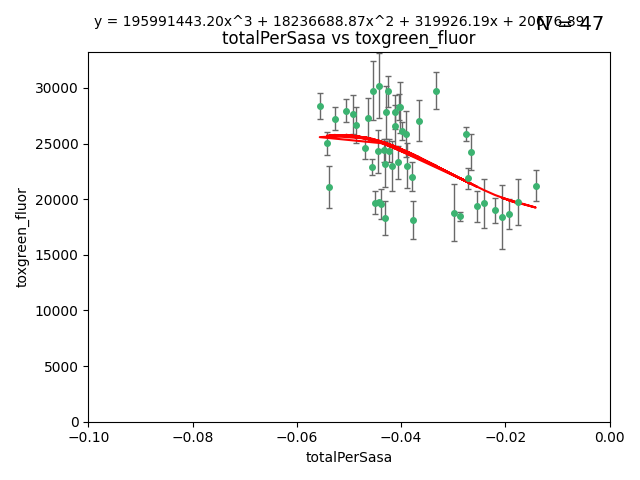 y = 195991443.20x^3 + 18236688.87x^2 + 319926.19x + 20676.89
N = 47
totalPerSasa vs toxgreen_fluor
30000
25000
20000
15000
10000
5000
0
toxgreen_fluor
−0.10
−0.08
−0.06
−0.04
−0.02
0.00
totalPerSasa